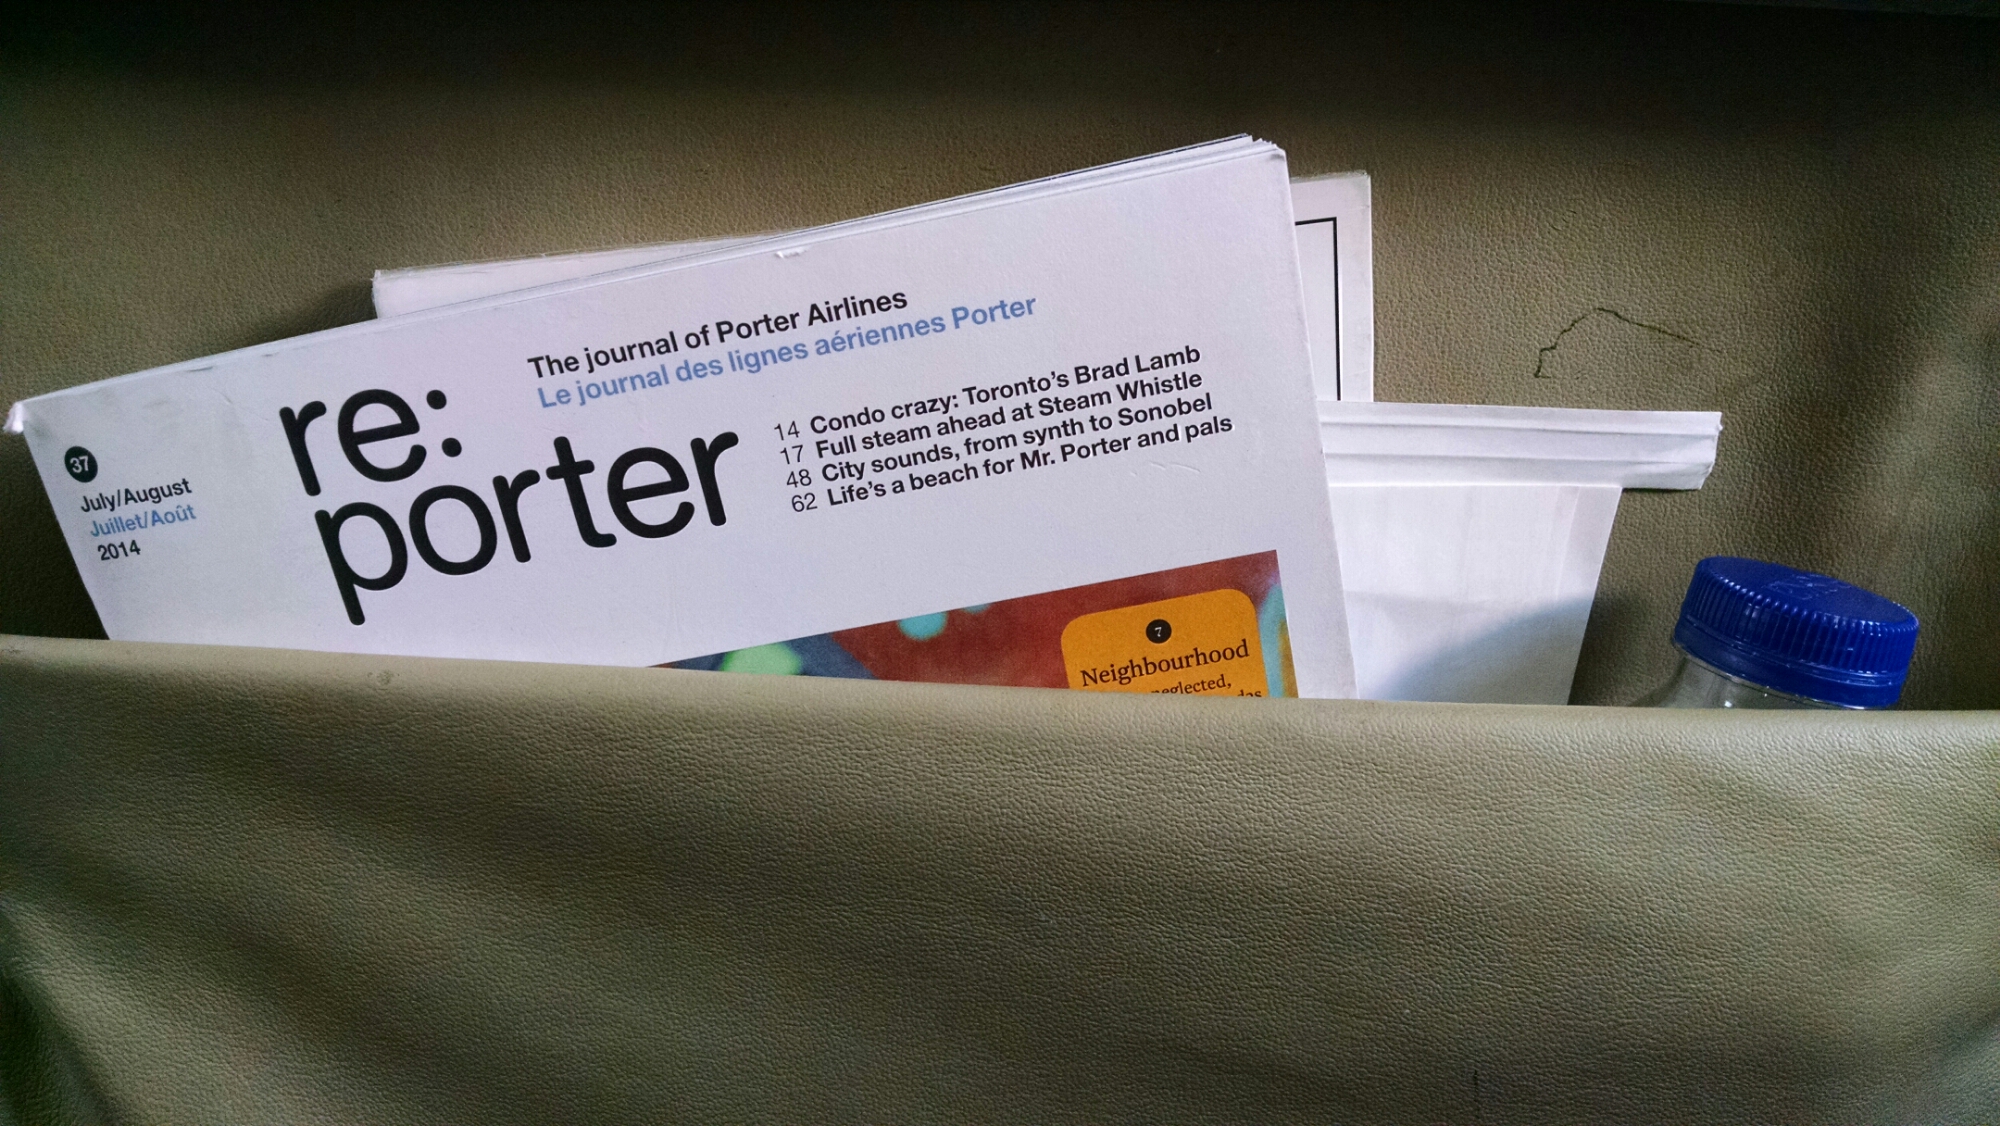 37
July/August
Juillet/Août
2014
re:
porter
The journal of Porter Airlines
Le journal des lignes aériennes Porter
14 Condo crazy: Toronto's Brad Lamb
17 Full steam ahead at Steam Whistle
48 City sounds, from synth to Sonobel
62 Life's a beach for Mr. Porter and pals
7
Neighbourhood